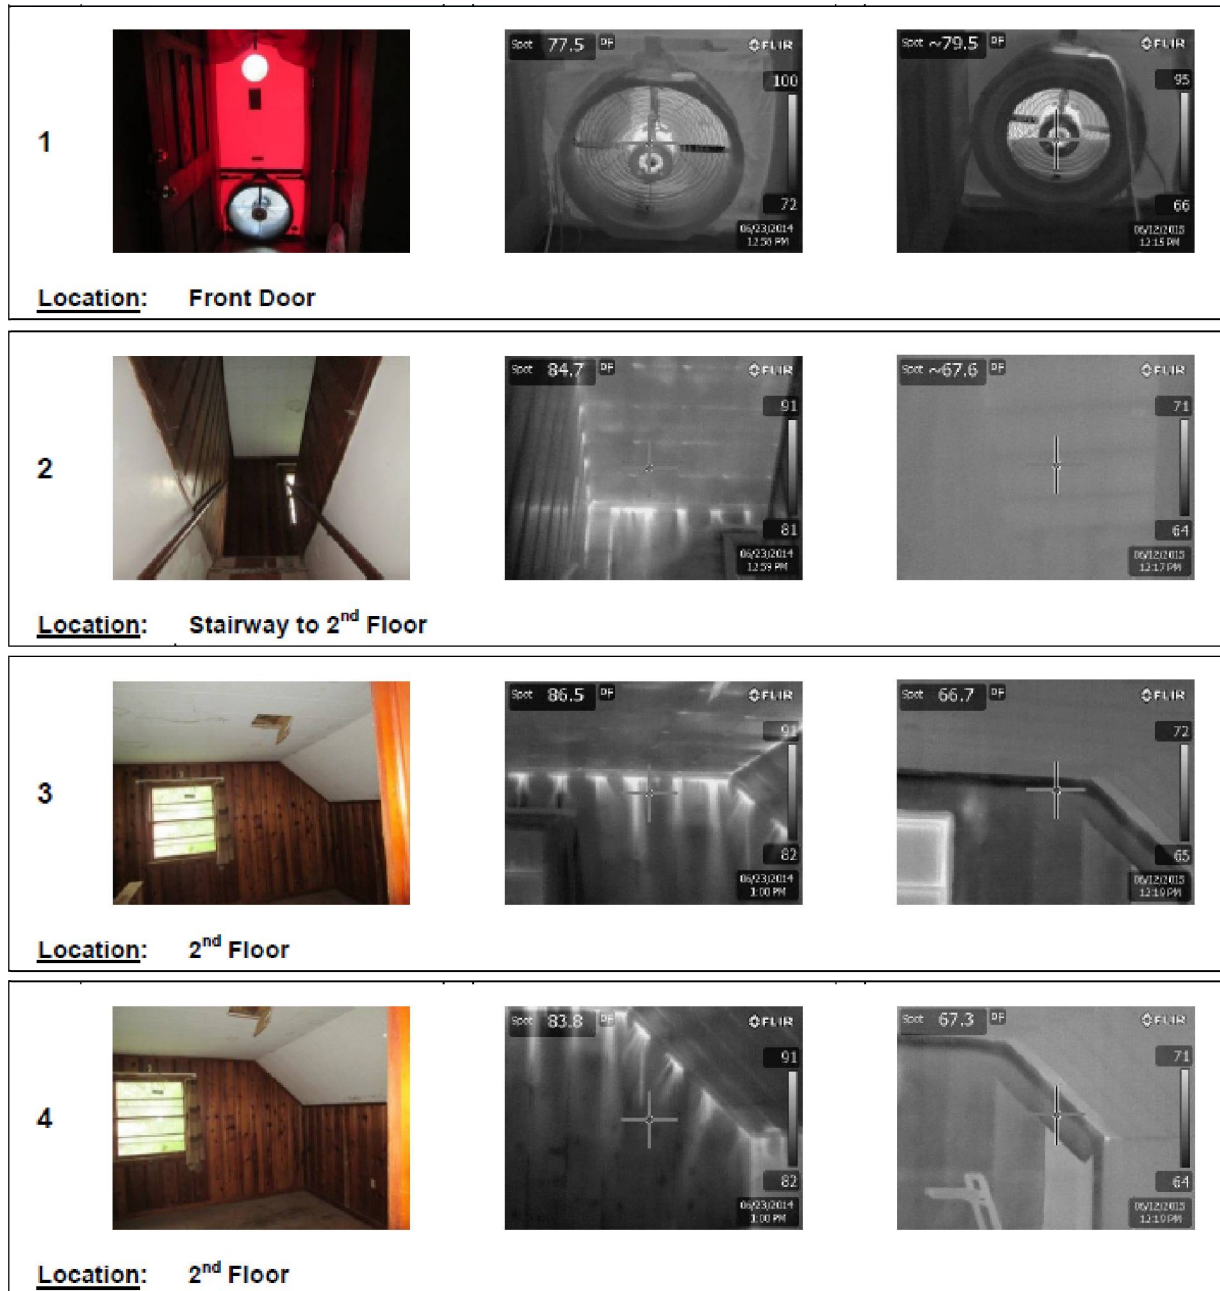 1
Spot 77.5 °F
FLIR
100
72
06/23/2014
12:58 PM
Spot ~79.5 °F
FLIR
95
66
06/12/2015
12:15 PM
Location: Front Door
2
Spot 84.7 °F
FLIR
91
81
06/23/2014
12:59 PM
Spot ~67.6 °F
FLIR
71
64
06/12/2015
12:17 PM
Location: Stairway to 2nd Floor
3
Spot 86.5 °F
FLIR
91
82
06/23/2014
1:00 PM
Spot 66.7 °F
FLIR
72
65
06/12/2015
12:19 PM
Location: 2nd Floor
4
Spot 83.8 °F
FLIR
91
82
06/23/2014
1:00 PM
Spot 67.3 °F
FLIR
71
64
06/12/2015
12:19 PM
Location: 2nd Floor